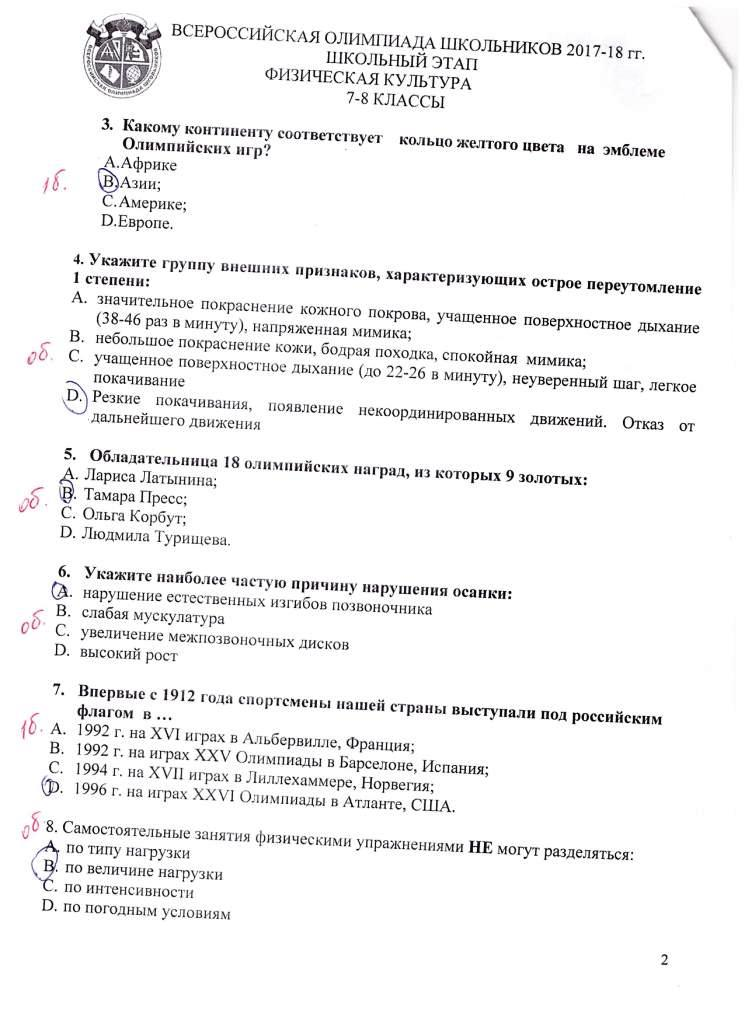 ВСЕРОССИЙСКАЯ ОЛИМПИАДА ШКОЛЬНИКОВ 2017-18 гг.
ШКОЛЬНЫЙ ЭТАП
ФИЗИЧЕСКАЯ КУЛЬТУРА
7-8 КЛАССЫ
3. Какому континенту соответствует кольцо желтого цвета на эмблеме
Олимпийских игр?
A. Африке
1б. B. Азии;
C. Америке;
D. Европе.
4. Укажите группу внешних признаков, характеризующих острое переутомление
1 степени:
A. значительное покраснение кожного покрова, учащенное поверхностное дыхание
(38-46 раз в минуту), напряженная мимика;
B. небольшое покраснение кожи, бодрая походка, спокойная мимика;
0б. C. учащенное поверхностное дыхание (до 22-26 в минуту), неуверенный шаг, легкое
покачивание
D. Резкие покачивания, появление некоординированных движений. Отказ от
дальнейшего движения
5. Обладательница 18 олимпийских наград, из которых 9 золотых:
A. Лариса Латынина;
0б. B. Тамара Пресс;
C. Ольга Корбут;
D. Людмила Турищева.
6. Укажите наиболее частую причину нарушения осанки:
A. нарушение естественных изгибов позвоночника
0б. B. слабая мускулатура
C. увеличение межпозвоночных дисков
D. высокий рост
7. Впервые с 1912 года спортсмены нашей страны выступали под российским
флагом в ...
1б. A. 1992 г. на XVI играх в Альбервилле, Франция;
B. 1992 г. на играх XXV Олимпиады в Барселоне, Испания;
C. 1994 г. на XVII играх в Лиллехаммере, Норвегия;
D. 1996 г. на играх XXVI Олимпиады в Атланте, США.
0б 8. Самостоятельные занятия физическими упражнениями НЕ могут разделяться:
A. по типу нагрузки
B. по величине нагрузки
C. по интенсивности
D. по погодным условиям
2